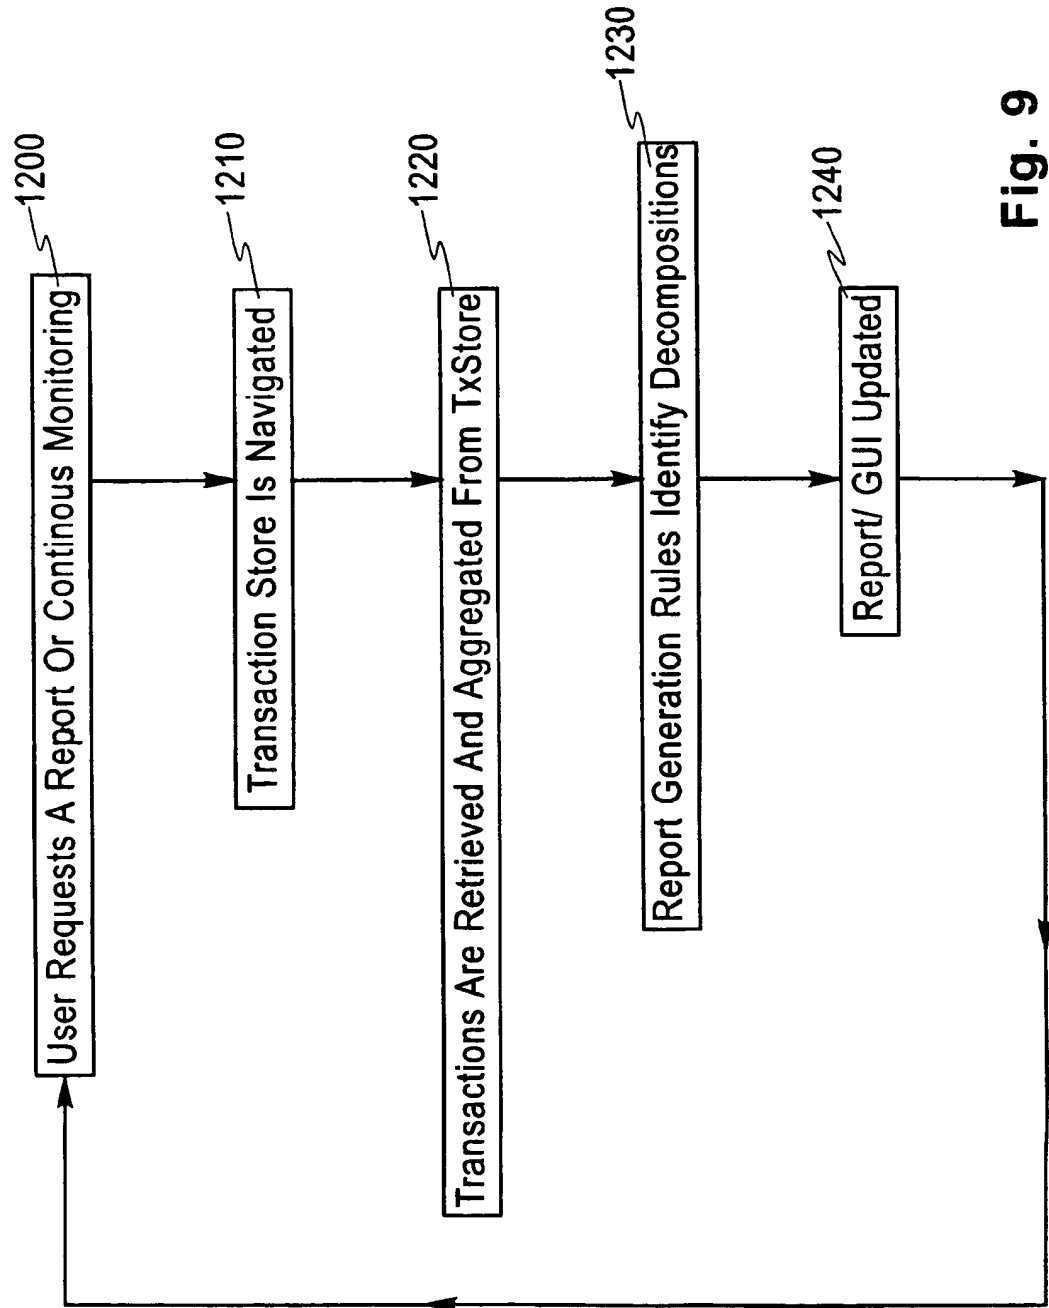 1200
User Requests A Report Or Continous Monitoring
1210
Transaction Store Is Navigated
1220
Transactions Are Retrieved And Aggregated From TxStore
1230
Report Generation Rules Identify Decompositions
1240
Report/ GUI Updated
Fig. 9